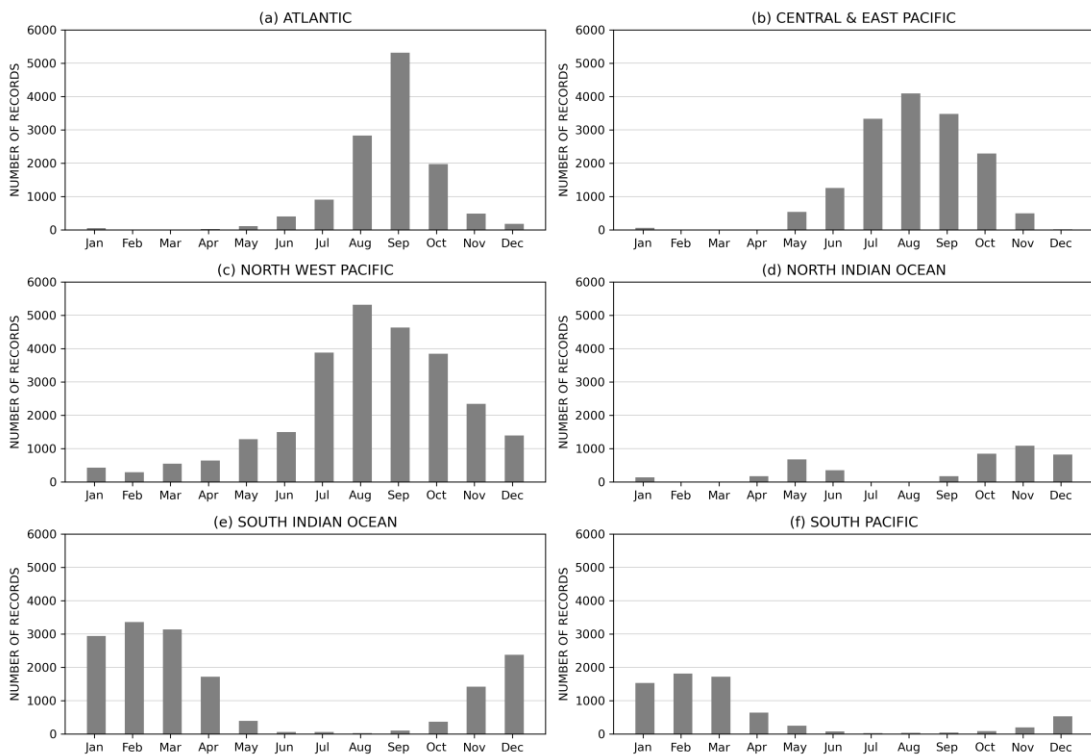 (a) ATLANTIC
NUMBER OF RECORDS
6000
5000
4000
3000
2000
1000
0
Jan Feb Mar Apr May Jun Jul Aug Sep Oct Nov Dec
(b) CENTRAL & EAST PACIFIC
NUMBER OF RECORDS
6000
5000
4000
3000
2000
1000
0
Jan Feb Mar Apr May Jun Jul Aug Sep Oct Nov Dec
(c) NORTH WEST PACIFIC
NUMBER OF RECORDS
6000
5000
4000
3000
2000
1000
0
Jan Feb Mar Apr May Jun Jul Aug Sep Oct Nov Dec
(d) NORTH INDIAN OCEAN
NUMBER OF RECORDS
6000
5000
4000
3000
2000
1000
0
Jan Feb Mar Apr May Jun Jul Aug Sep Oct Nov Dec
(e) SOUTH INDIAN OCEAN
NUMBER OF RECORDS
6000
5000
4000
3000
2000
1000
0
Jan Feb Mar Apr May Jun Jul Aug Sep Oct Nov Dec
(f) SOUTH PACIFIC
NUMBER OF RECORDS
6000
5000
4000
3000
2000
1000
0
Jan Feb Mar Apr May Jun Jul Aug Sep Oct Nov Dec